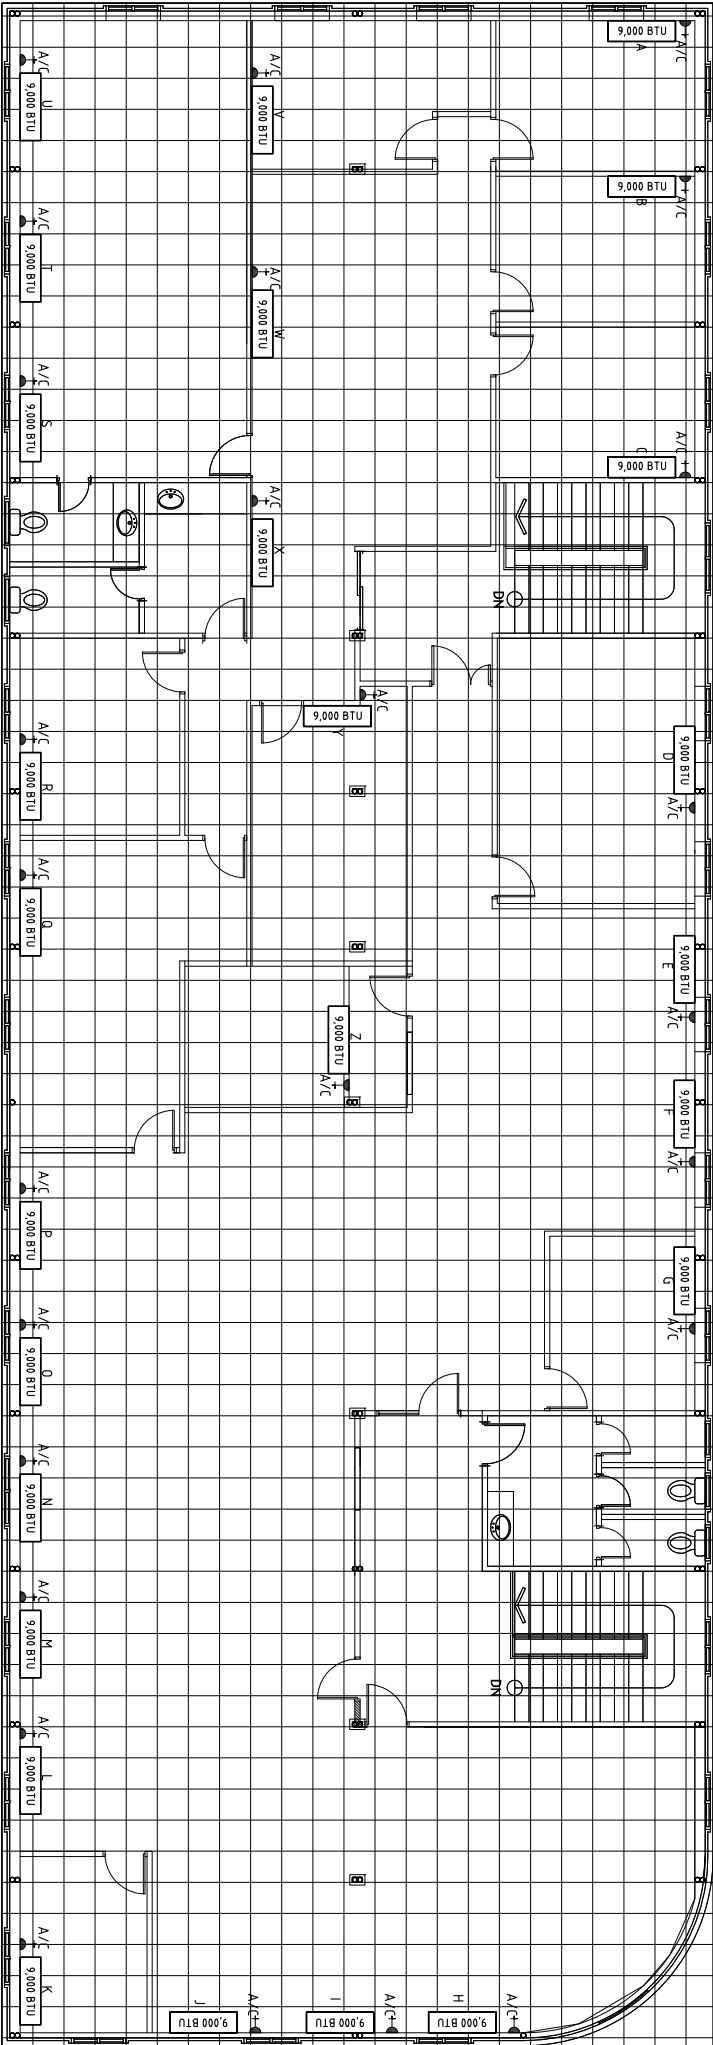 A/C
9,000 BTU
A
A/C
9,000 BTU
U
A/C
9,000 BTU
V
A/C
9,000 BTU
B
A/C
9,000 BTU
T
A/C
9,000 BTU
W
A/C
9,000 BTU
S
A/C
9,000 BTU
C
A/C
9,000 BTU
X
DN
A/C
9,000 BTU
Y
A/C
9,000 BTU
R
9,000 BTU
D
A/C
A/C
9,000 BTU
Q
9,000 BTU
E
A/C
9,000 BTU
Z
A/C
9,000 BTU
F
A/C
A/C
9,000 BTU
P
9,000 BTU
G
A/C
A/C
9,000 BTU
O
A/C
9,000 BTU
N
A/C
9,000 BTU
M
DN
A/C
9,000 BTU
L
A/C
9,000 BTU
K
J
A/C
9,000 BTU
I
A/C
9,000 BTU
H
A/C
9,000 BTU